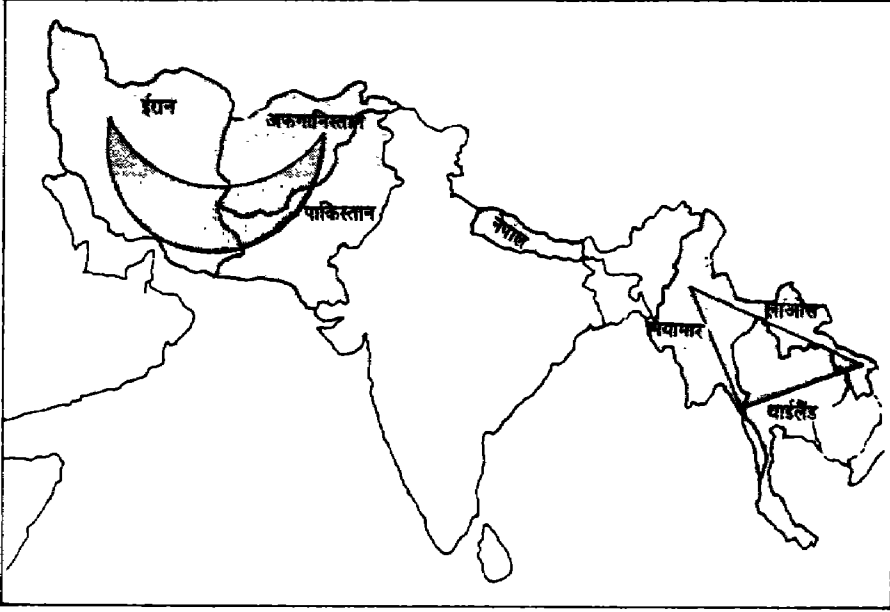 ईरान
अफगानिस्तान
पाकिस्तान
नेपाल
म्यामार
लाओस
थाईलैंड